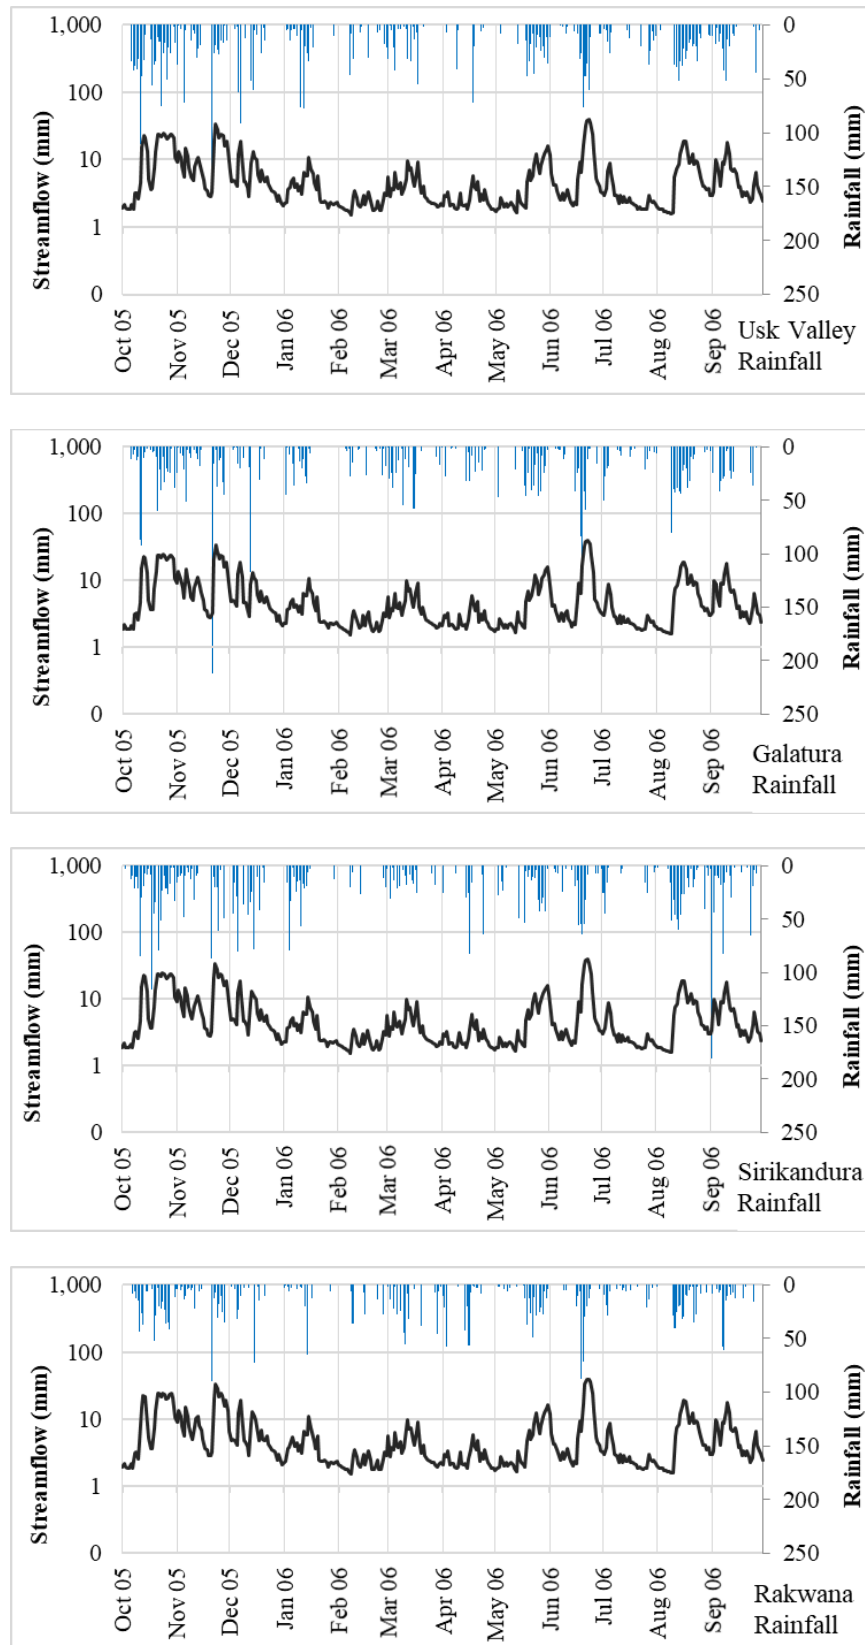 1,000
100
10
1
0
Streamflow (mm)
0
50
100
150
200
250
Rainfall (mm)
Oct 05
Nov 05
Dec 05
Jan 06
Feb 06
Mar 06
Apr 06
May 06
Jun 06
Jul 06
Aug 06
Sep 06
Usk Valley
Rainfall
1,000
100
10
1
0
Streamflow (mm)
0
50
100
150
200
250
Rainfall (mm)
Oct 05
Nov 05
Dec 05
Jan 06
Feb 06
Mar 06
Apr 06
May 06
Jun 06
Jul 06
Aug 06
Sep 06
Galatura
Rainfall
1,000
100
10
1
0
Streamflow (mm)
0
50
100
150
200
250
Rainfall (mm)
Oct 05
Nov 05
Dec 05
Jan 06
Feb 06
Mar 06
Apr 06
May 06
Jun 06
Jul 06
Aug 06
Sep 06
Sirikandura
Rainfall
1,000
100
10
1
0
Streamflow (mm)
0
50
100
150
200
250
Rainfall (mm)
Oct 05
Nov 05
Dec 05
Jan 06
Feb 06
Mar 06
Apr 06
May 06
Jun 06
Jul 06
Aug 06
Sep 06
Rakwana
Rainfall